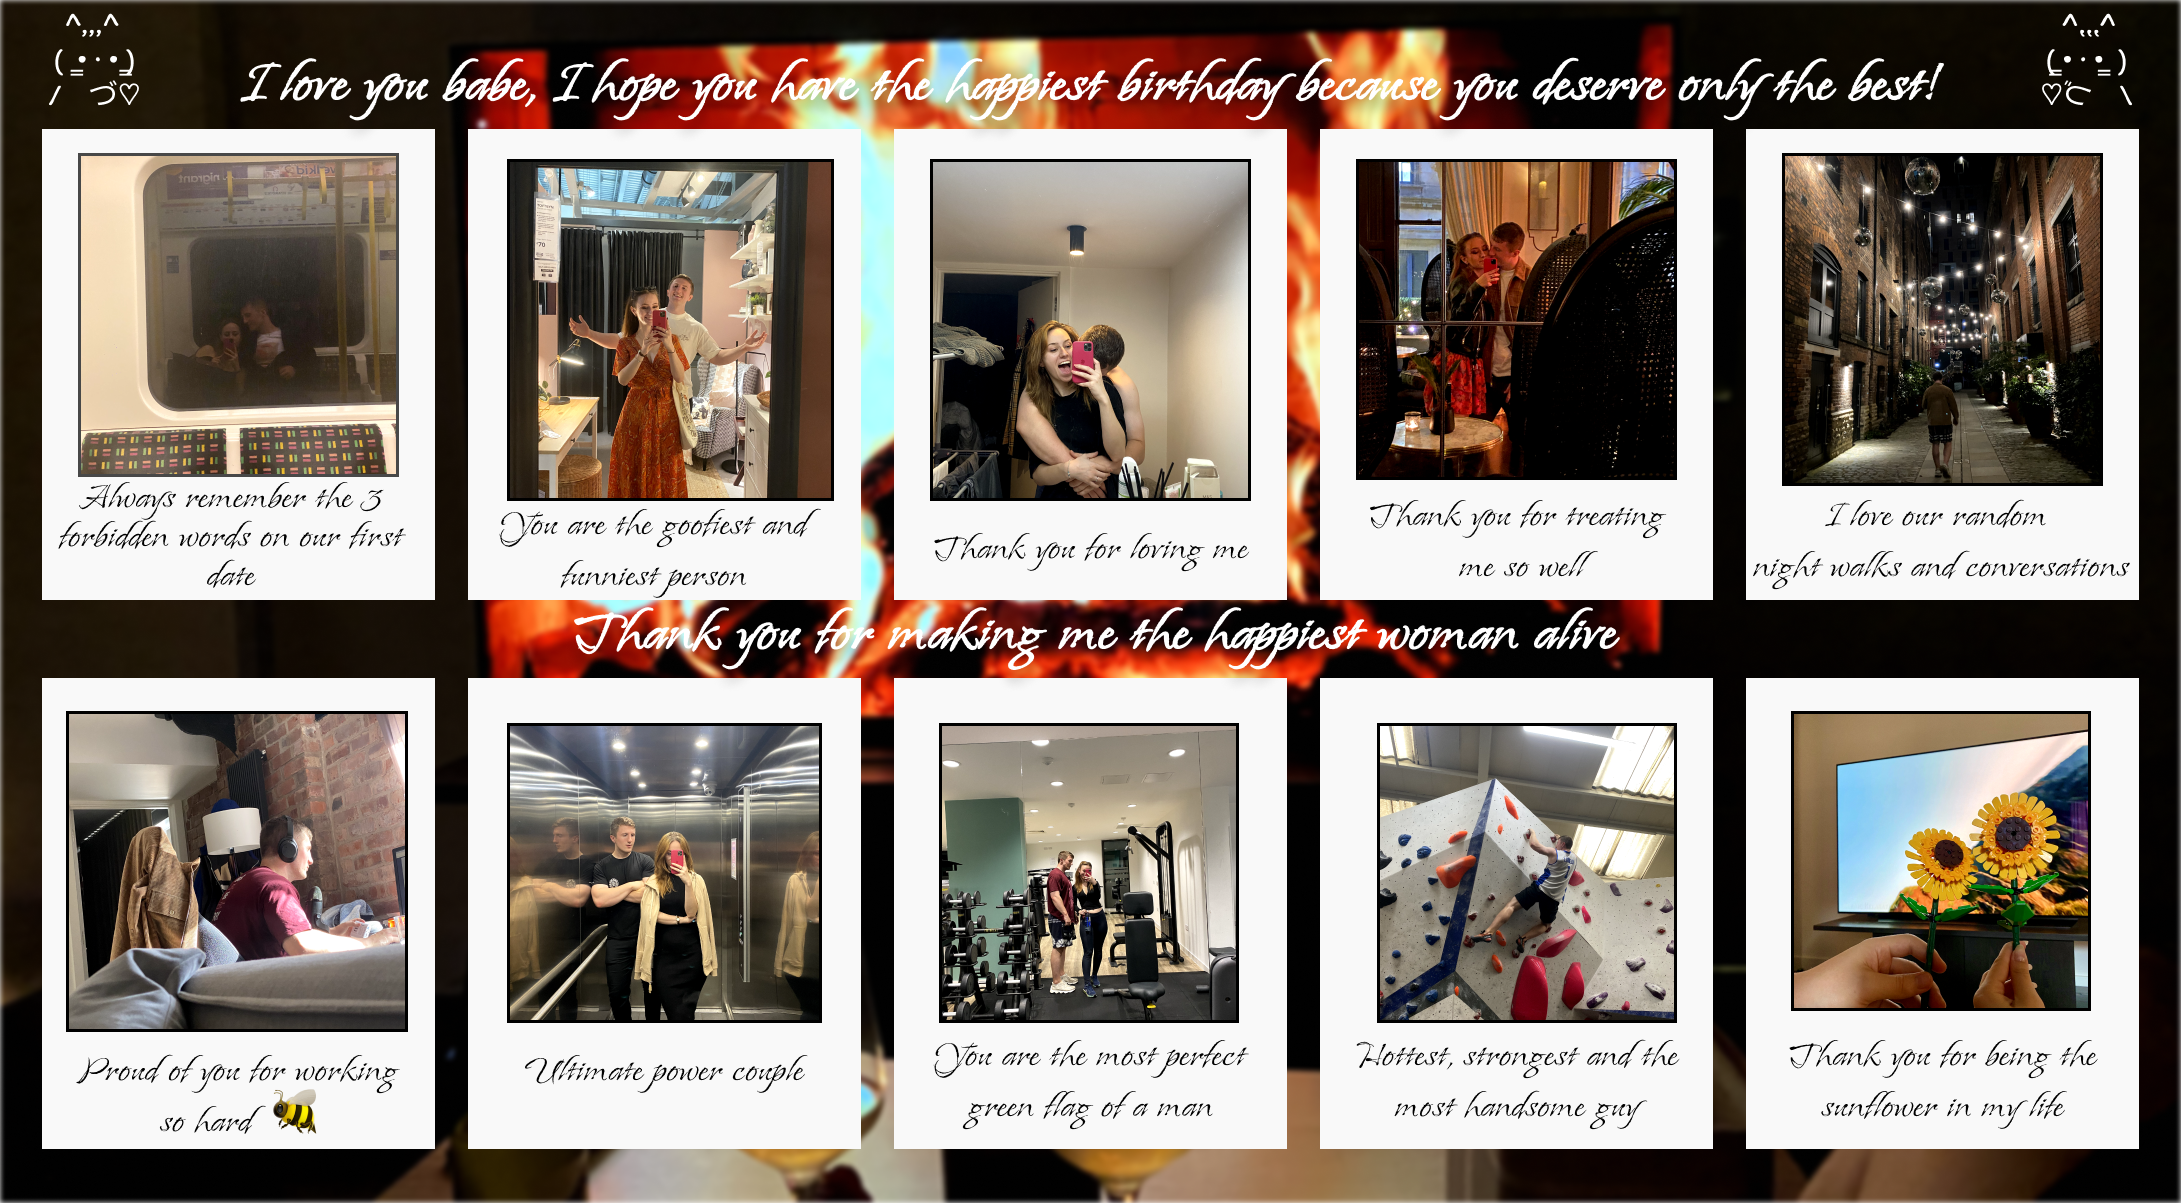 I love you babe, I hope you have the happiest birthday because you deserve only the best!
Always remember the 3
forbidden words on our first
date
You are the goofiest and
funniest person
Thank you for loving me
Thank you for treating
me so well
I love our random
night walks and conversations
Thank you for making me the happiest woman alive
Proud of you for working
so hard
Ultimate power couple
You are the most perfect
green flag of a man
Hottest, strongest and the
most handsome guy
Thank you for being the
sunflower in my life